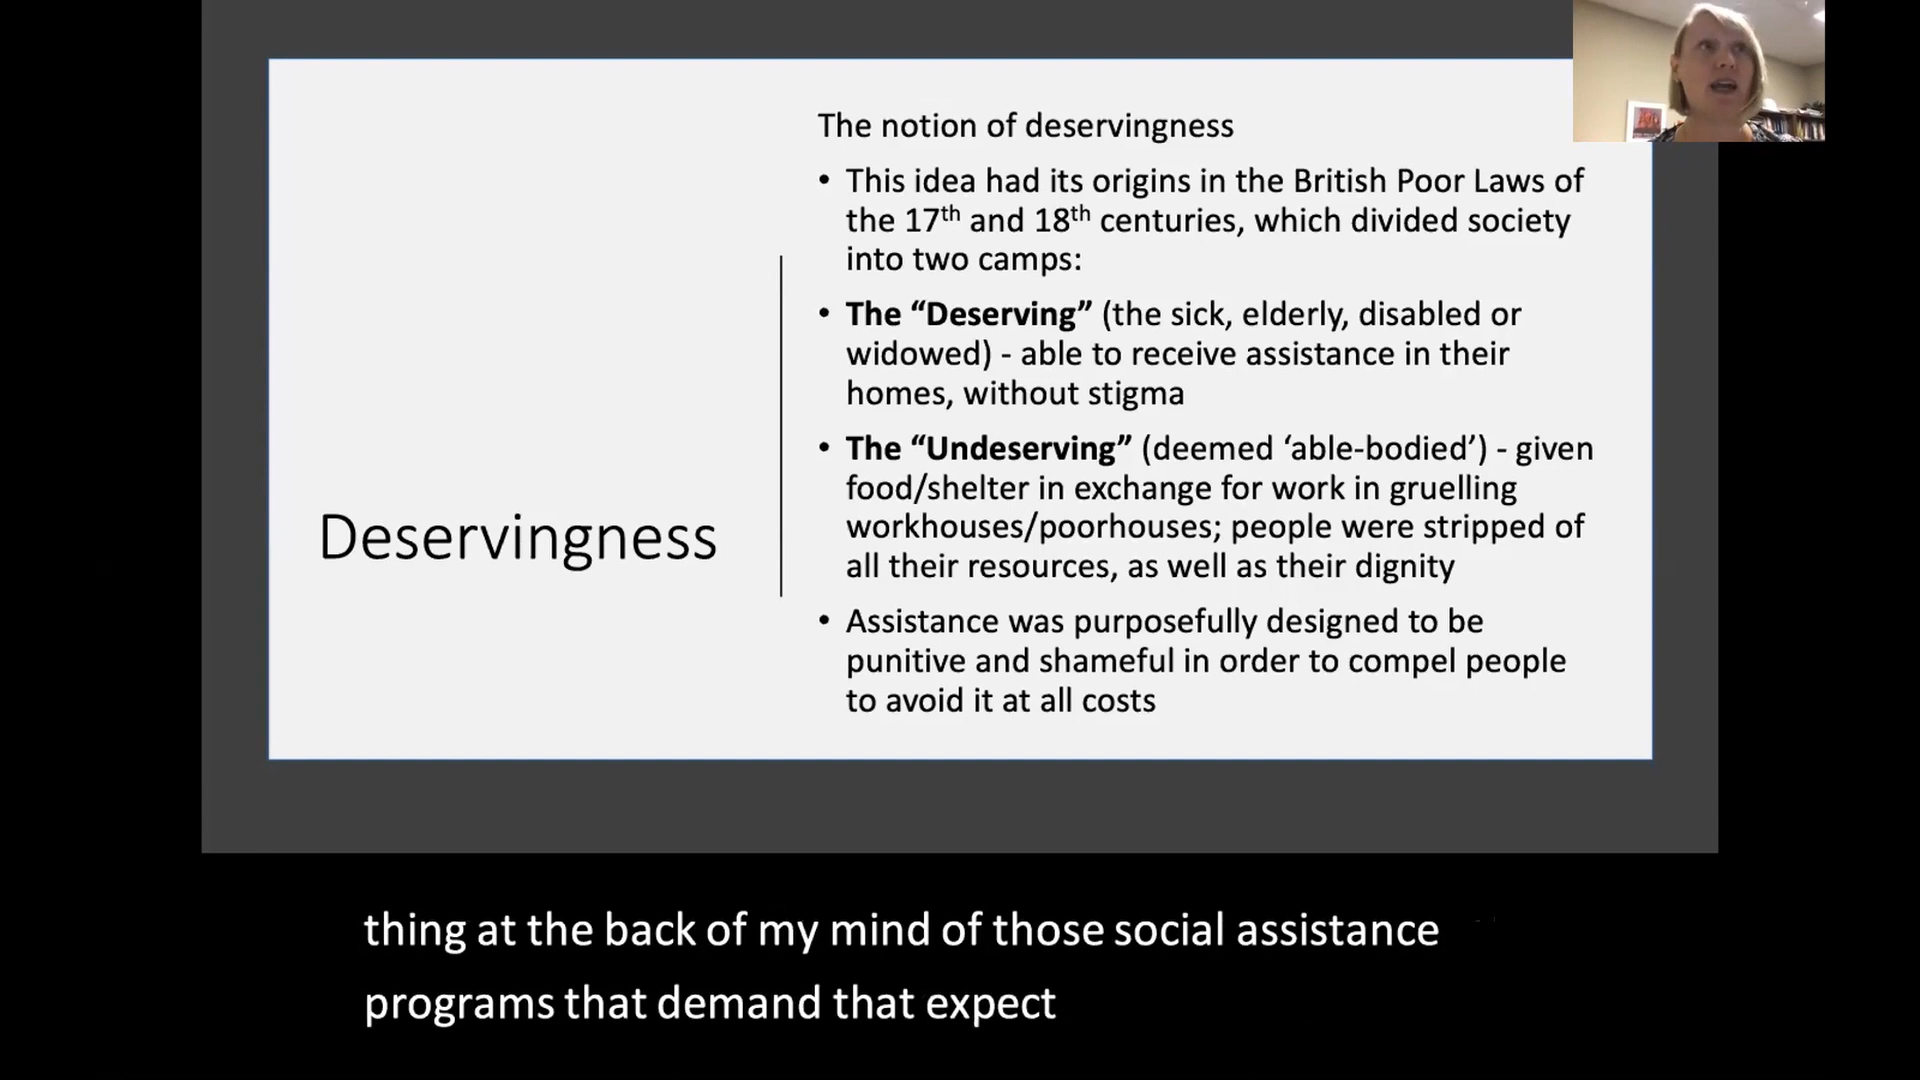 Deservingness
The notion of deservingness
• This idea had its origins in the British Poor Laws of
the 17th and 18th centuries, which divided society
into two camps:
• The “Deserving” (the sick, elderly, disabled or
widowed) - able to receive assistance in their
homes, without stigma
• The “Undeserving” (deemed ‘able-bodied’) - given
food/shelter in exchange for work in gruelling
workhouses/poorhouses; people were stripped of
all their resources, as well as their dignity
• Assistance was purposefully designed to be
punitive and shameful in order to compel people
to avoid it at all costs
thing at the back of my mind of those social assistance
programs that demand that expect